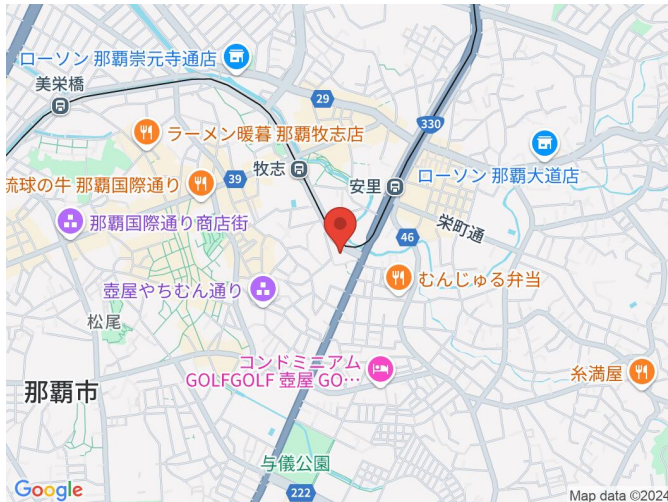 ローソン 那覇崇元寺通店
美栄橋
29
330
ラーメン暖暮 那覇牧志店
牧志
ローソン 那覇大道店
琉球の牛 那覇国際通り
39
安里
那覇国際通り商店街
栄町通
46
むんじゅる弁当
壺屋やちむん通り
松尾
コンドミニアム
GOLFGOLF 壺屋 GO…
糸満屋
那覇市
与儀公園
222
Google
Map data ©2024